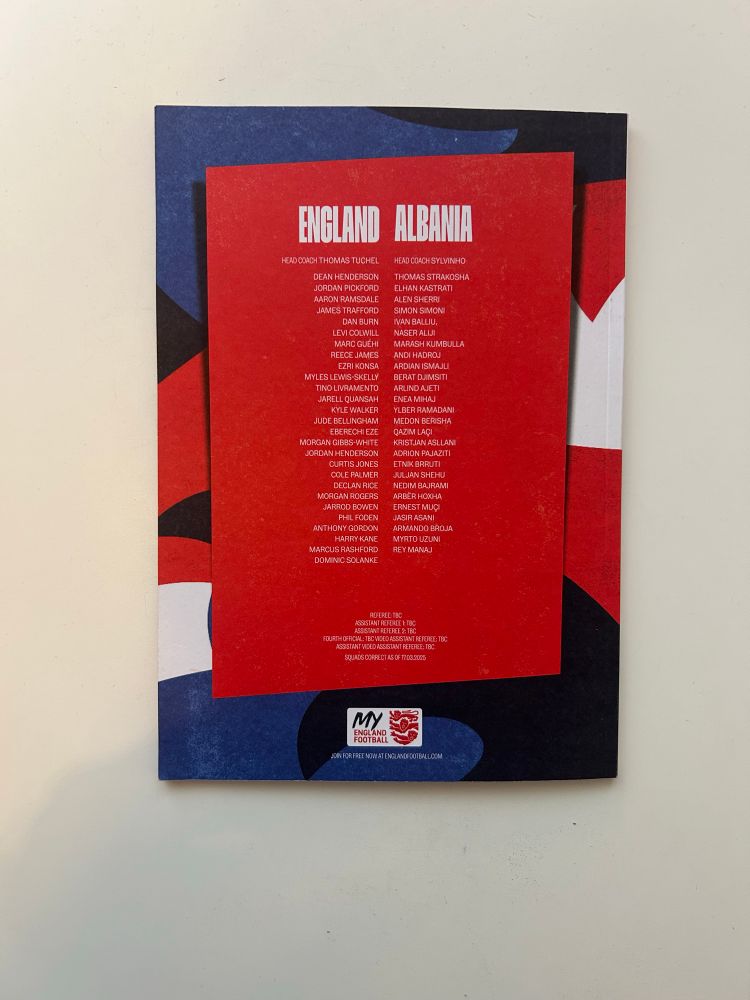 ENGLAND
HEAD COACH THOMAS TUCHEL
DEAN HENDERSON
JORDAN PICKFORD
AARON RAMSDALE
JAMES TRAFFORD
DAN BURN
LEVI COLWILL
MARC GUÉHI
REECE JAMES
EZRI KONSA
MYLES LEWIS-SKELLY
TINO LIVRAMENTO
JARELL QUANSAH
KYLE WALKER
JUDE BELLINGHAM
EBERECHI EZE
MORGAN GIBBS-WHITE
JORDAN HENDERSON
CURTIS JONES
COLE PALMER
DECLAN RICE
MORGAN ROGERS
JARROD BOWEN
PHIL FODEN
ANTHONY GORDON
HARRY KANE
MARCUS RASHFORD
DOMINIC SOLANKE
ALBANIA
HEAD COACH SYLVINHO
THOMAS STRAKOSHA
ELHAN KASTRATI
ALEN SHERRI
SIMON SIMONI
IVAN BALLIU,
NASER ALIJI
MARASH KUMBULLA
ANDI HADROJ
ARDIAN ISMAJLI
BERAT DJIMSITI
ARLIND AJETI
ENEA MIHAJ
YLBER RAMADANI
MEDON BERISHA
QAZIM LAÇI
KRISTJAN ASLLANI
ADRION PAJAZITI
ETNIK BRRUTI
JULJAN SHEHU
NEDIM BAJRAMI
ARBËR HOXHA
ERNEST MUÇI
JASIR ASANI
ARMANDO BROJA
MYRTO UZUNI
REY MANAJ
REFEREE: TBC
ASSISTANT REFEREE 1: TBC
ASSISTANT REFEREE 2: TBC
FOURTH OFFICIAL: TBC VIDEO ASSISTANT REFEREE: TBC
ASSISTANT VIDEO ASSISTANT REFEREE: TBC
SQUADS CORRECT AS OF 17.03.2025
MY
ENGLAND
FOOTBALL
JOIN FOR FREE NOW AT ENGLANDFOOTBALL.COM